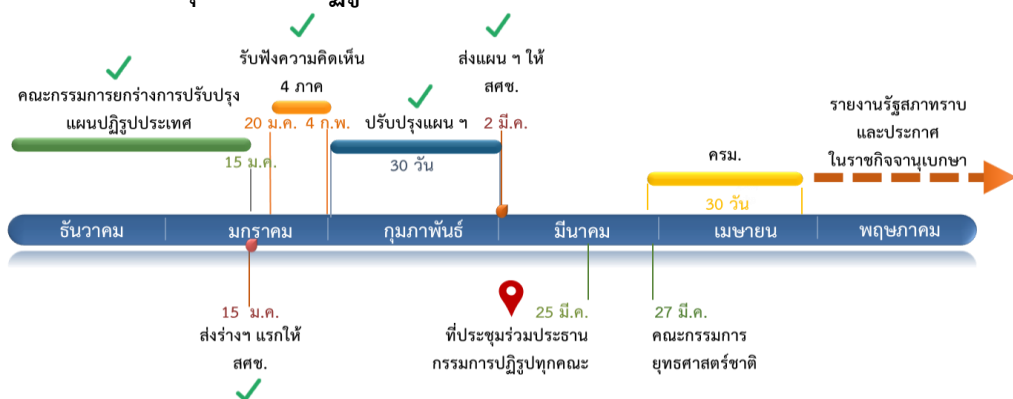 รับฟังความคิดเห็น
4 ภาค
ส่งแผน ฯ ให้
สศช.
คณะกรรมการยกร่างการปรับปรุง
แผนปฏิรูปประเทศ
20 ม.ค. 4 ก.พ.
ปรับปรุงแผน ฯ
2 มี.ค.
รายงานรัฐสภาทราบ
และประกาศ
ในราชกิจจานุเบกษา
15 ม.ค.
30 วัน
ครม.
30 วัน
ธันวาคม
มกราคม
กุมภาพันธ์
มีนาคม
เมษายน
พฤษภาคม
15 ม.ค.
ส่งร่างฯ แรกให้
สศช.
25 มี.ค.
ที่ประชุมร่วมประธาน
กรรมการปฏิรูปทุกคณะ
27 มี.ค.
คณะกรรมการ
ยุทธศาสตร์ชาติ